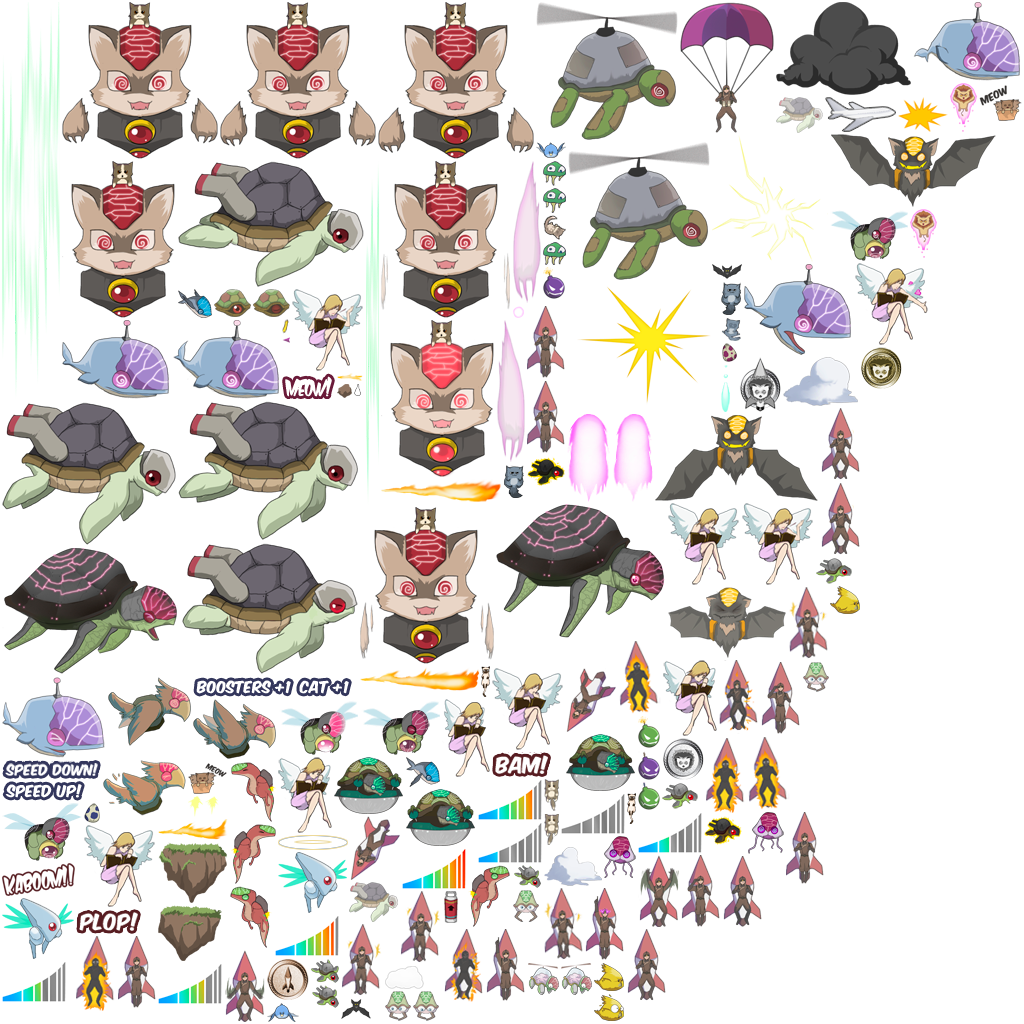 MEOW
MEOW!
BOOSTERS +1 CAT +1
BAM!
SPEED DOWN!
SPEED UP!
MEOW
KABOOM!!
PLOP!